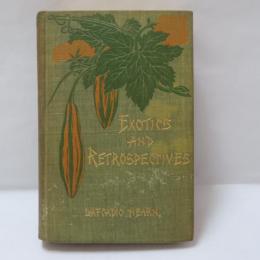 EXOTICS
AND
RETROSPECTIVES
LAFCADIO HEARN.